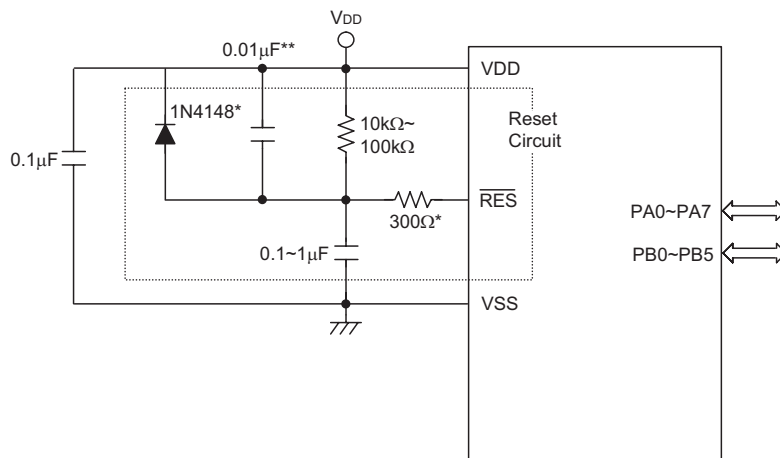 VDD
0.01μF**
VDD
1N4148*
10kΩ~
100kΩ
Reset
Circuit
0.1μF
RES
300Ω*
PA0~PA7
0.1~1μF
PB0~PB5
VSS